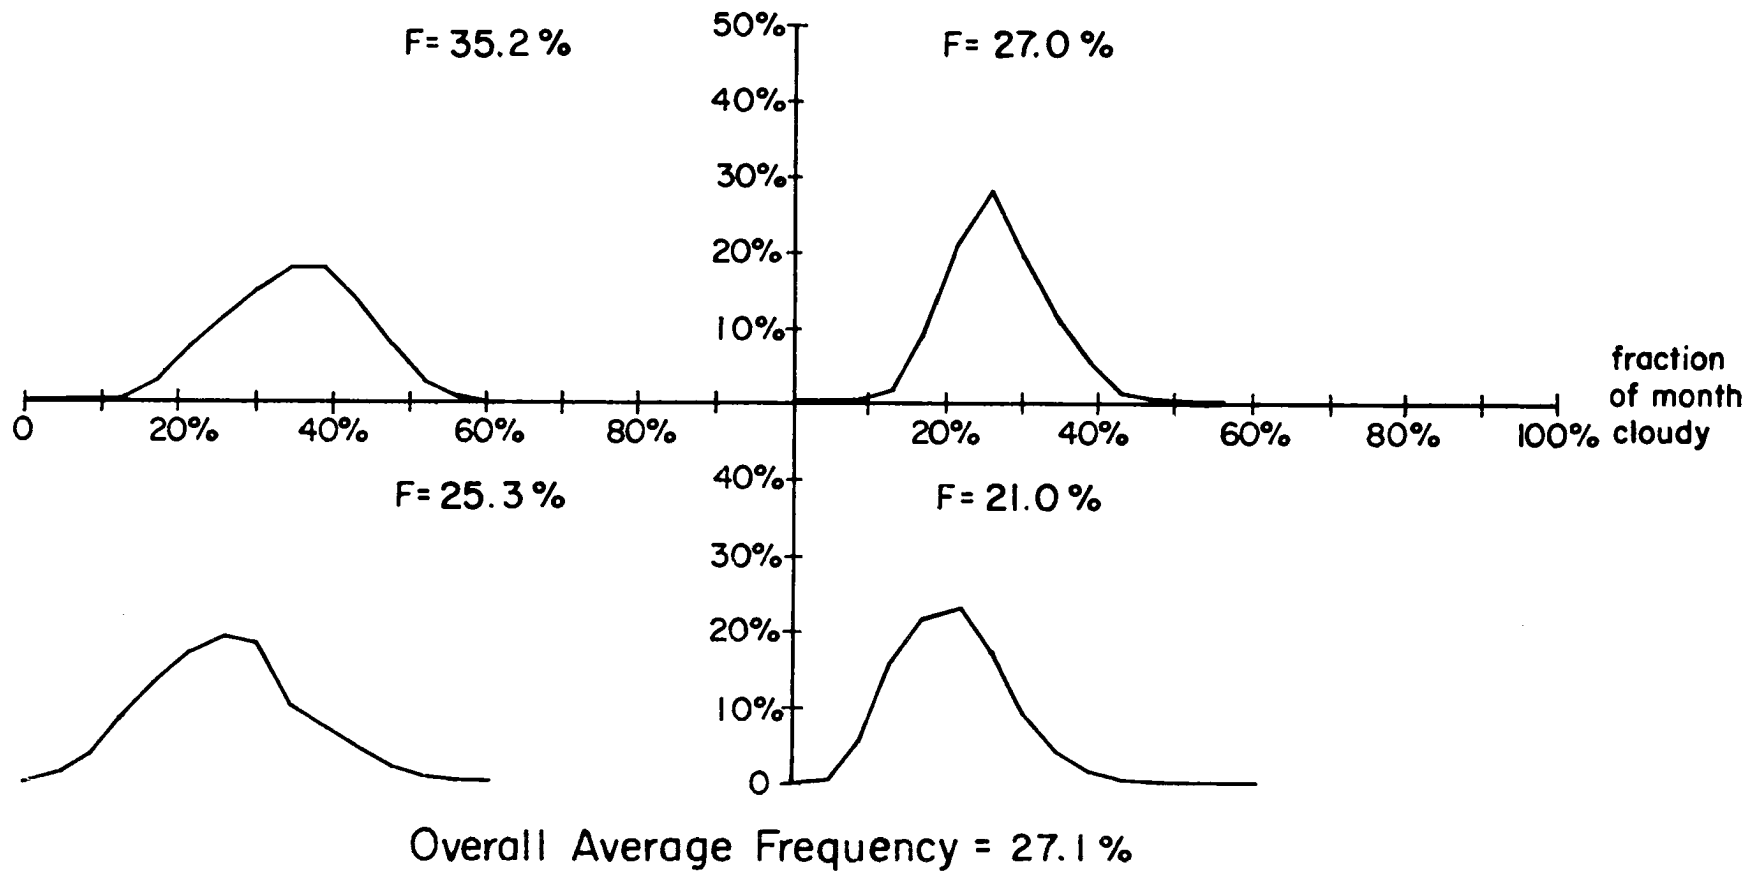 F= 35.2 %
50%
F= 27.0 %
40%
30%
20%
10%
fraction
of month
cloudy
0 20% 40% 60% 80% 20% 40% 60% 80% 100%
40%
F= 25.3 %
F= 21.0 %
30%
20%
10%
0
Overall Average Frequency = 27.1 %